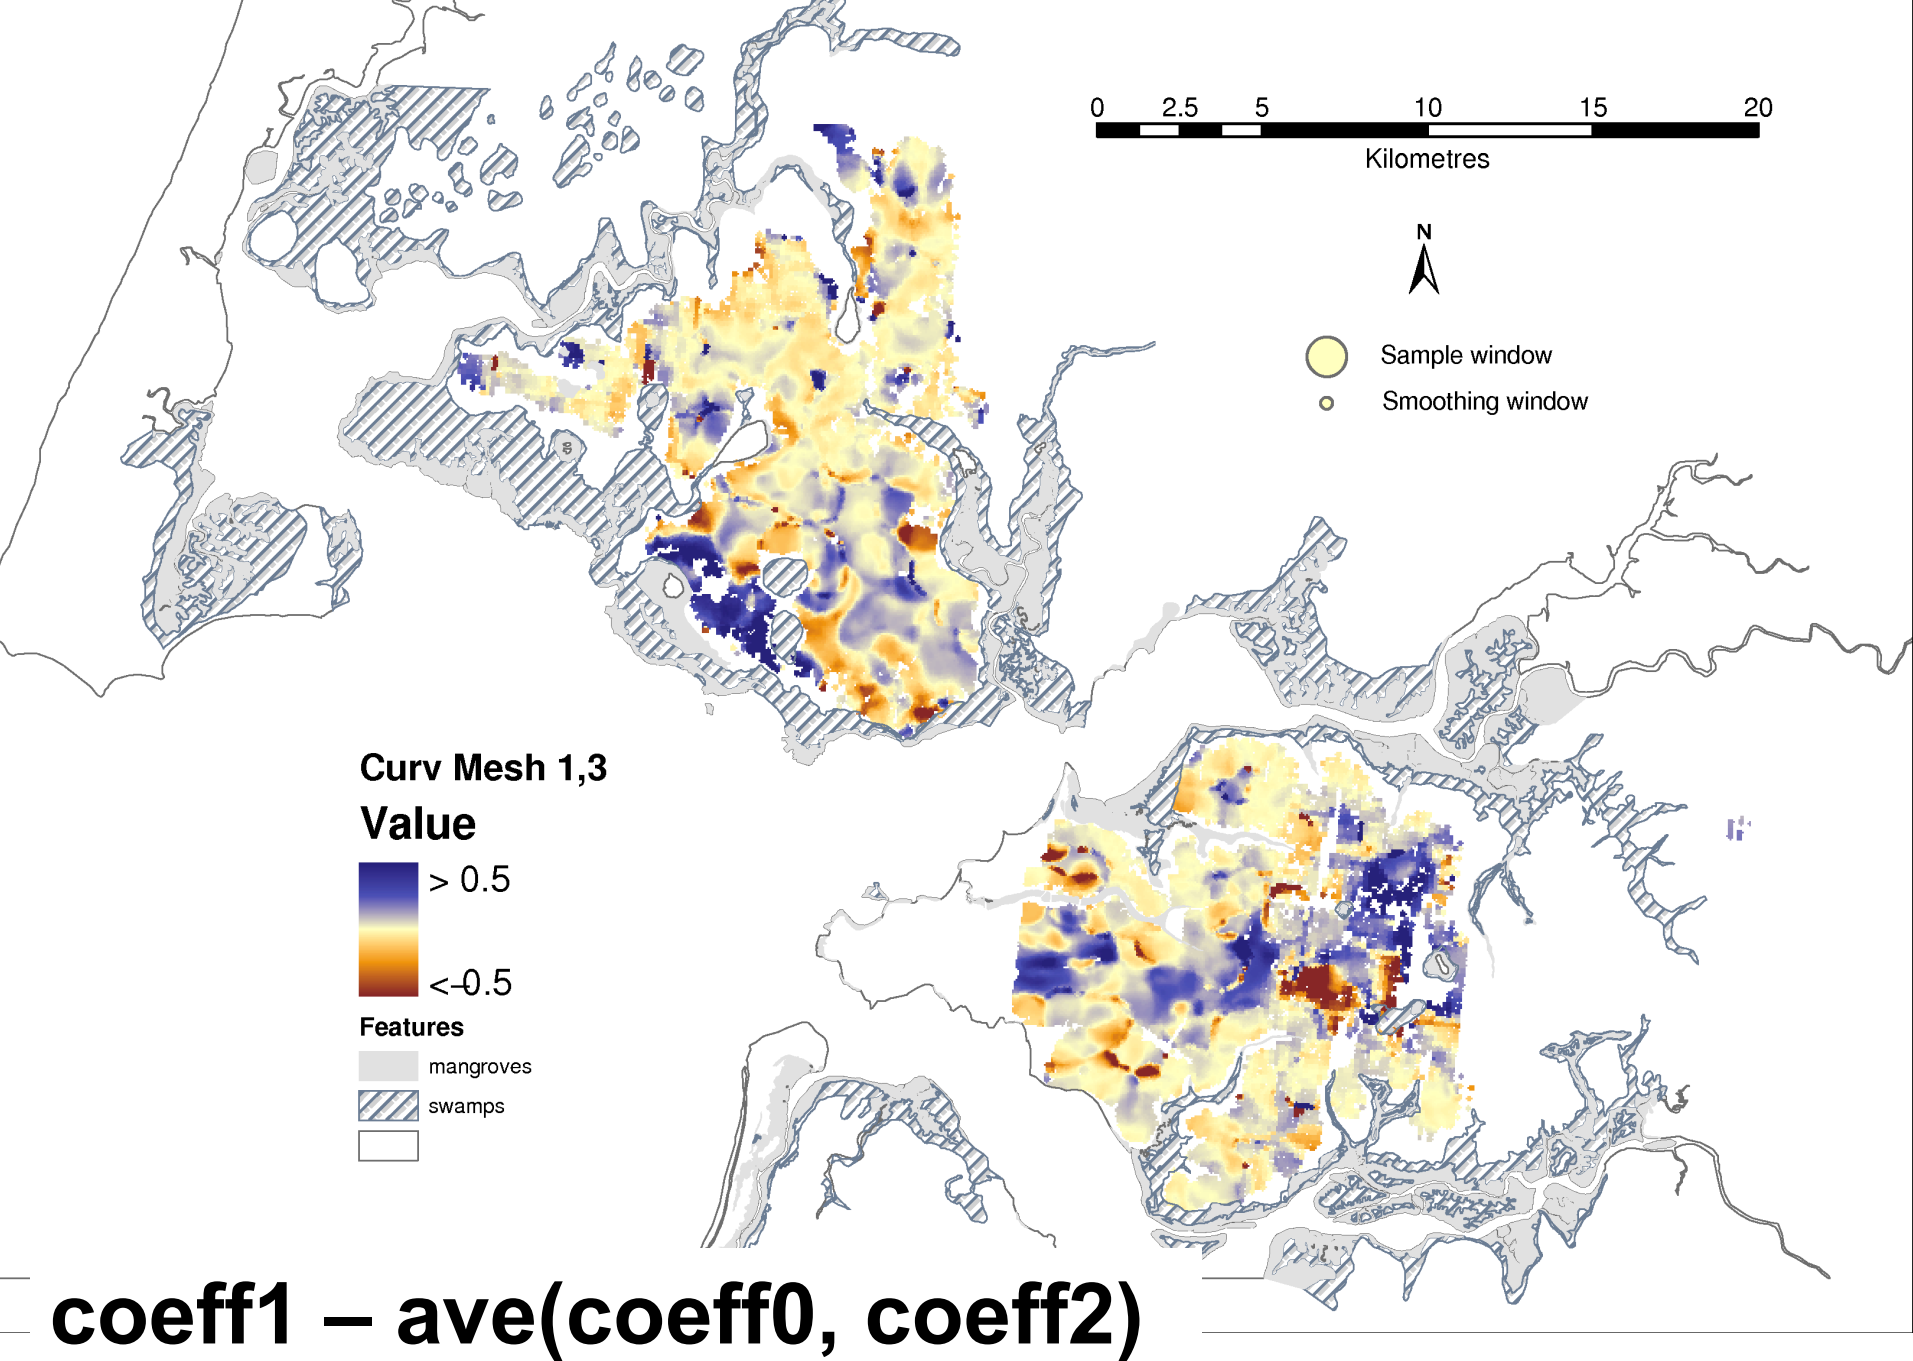 0 2.5 5 10 15 20
Kilometres
N
Sample window
Smoothing window
Curv Mesh 1,3
Value
> 0.5
<-0.5
Features
mangroves
swamps
coeff1 – ave(coeff0, coeff2)